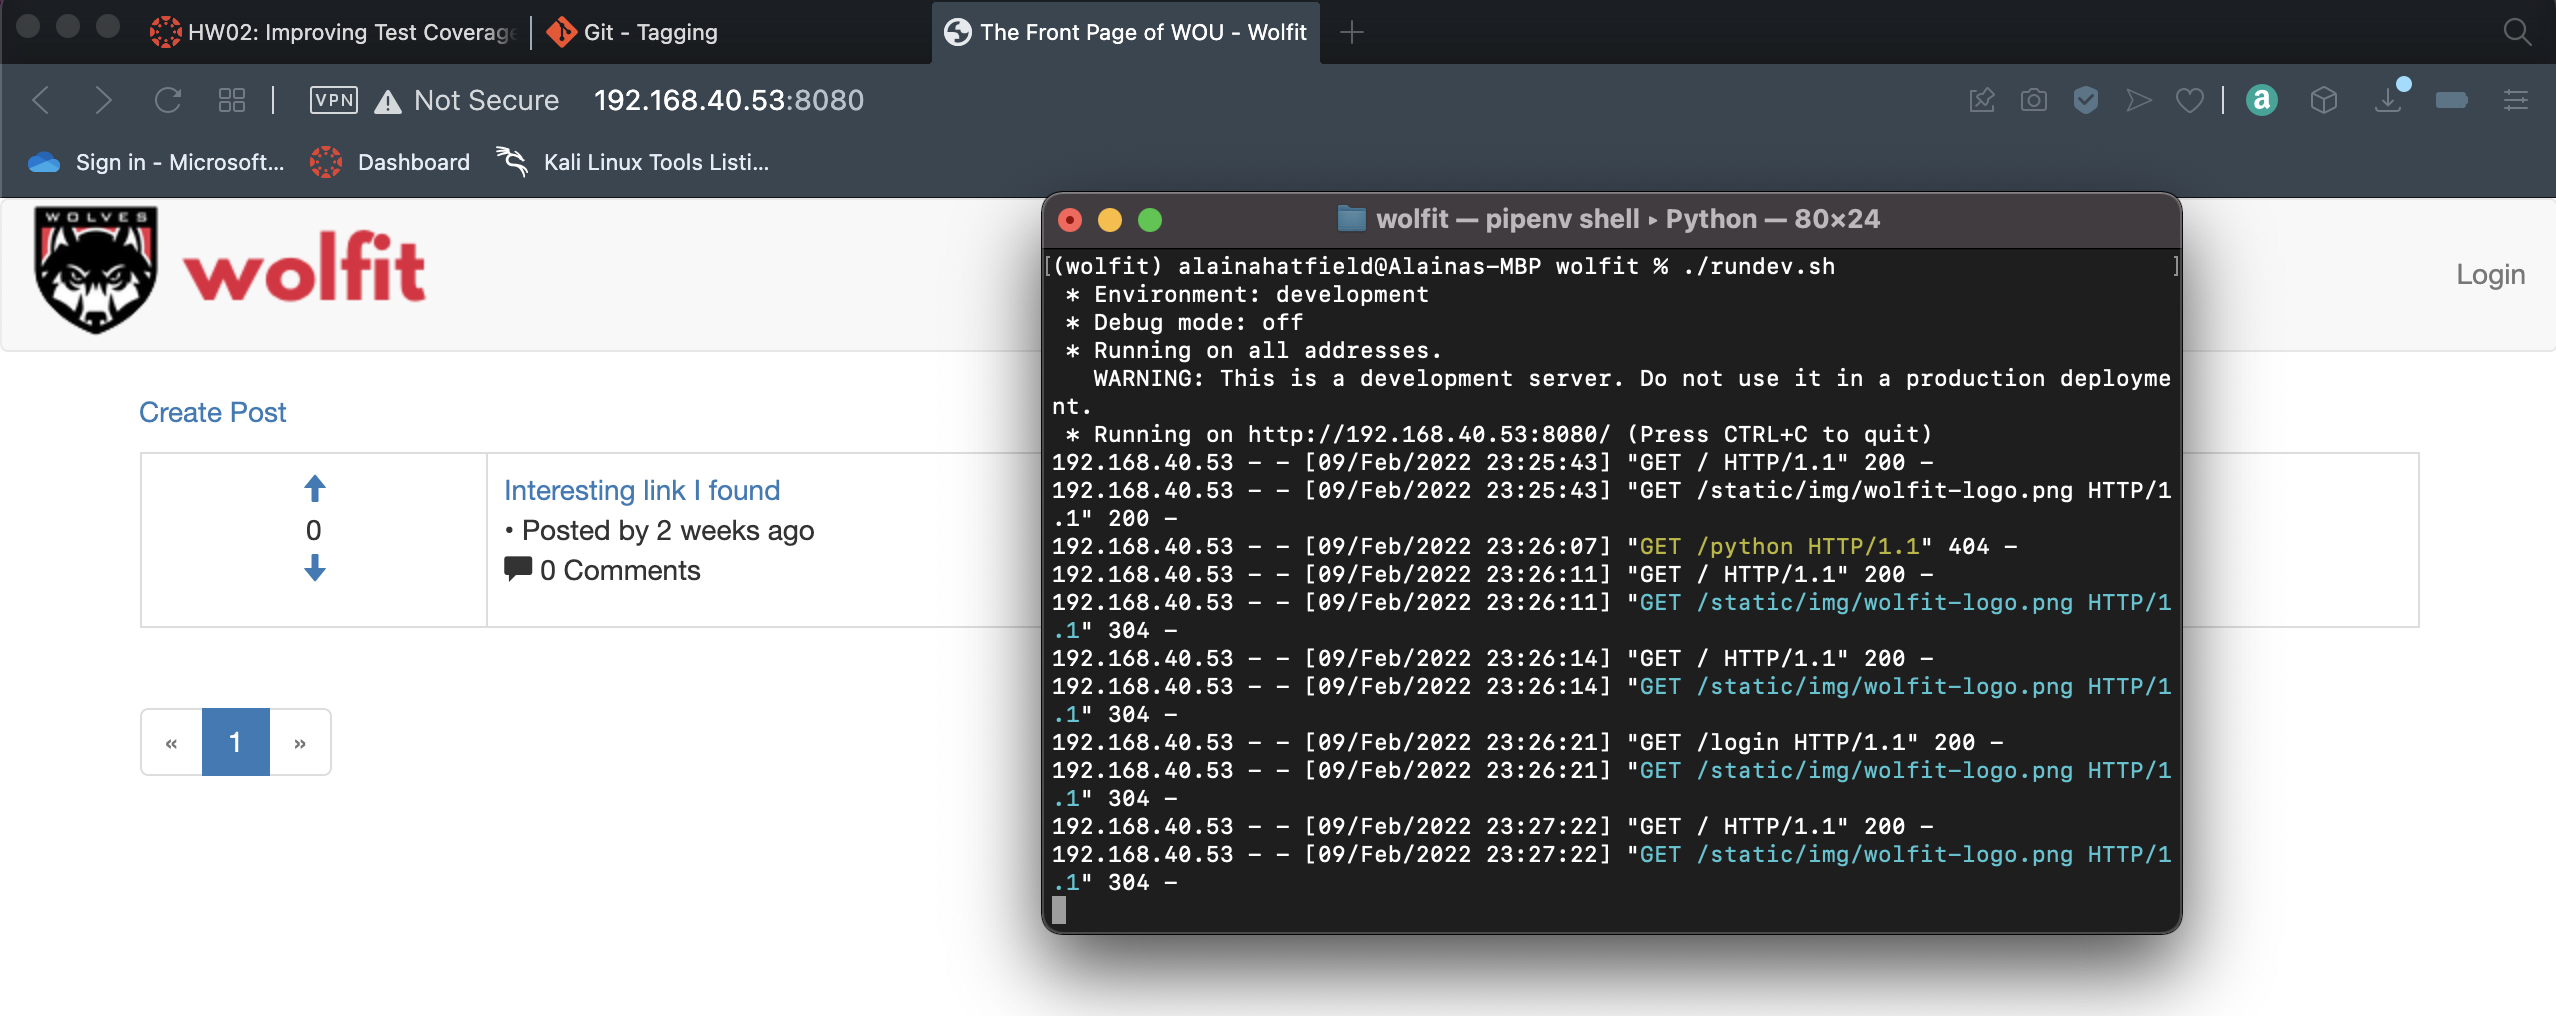 HW02: Improving Test Coverage
Git - Tagging
The Front Page of WOU - Wolfit
VPN
Not Secure
192.168.40.53:8080
a
Sign in - Microsoft...
Dashboard
Kali Linux Tools Listi...
WOLVES
wolfit
Login
Create Post
0
Interesting link I found
• Posted by 2 weeks ago
0 Comments
«
1
»
wolfit — pipenv shell ▸ Python — 80×24
[(wolfit) alainahatfield@Alainas-MBP wolfit % ./rundev.sh ]
* Environment: development
* Debug mode: off
* Running on all addresses.
WARNING: This is a development server. Do not use it in a production deployme
nt.
* Running on http://192.168.40.53:8080/ (Press CTRL+C to quit)
192.168.40.53 - - [09/Feb/2022 23:25:43] "GET / HTTP/1.1" 200 -
192.168.40.53 - - [09/Feb/2022 23:25:43] "GET /static/img/wolfit-logo.png HTTP/1
.1" 200 -
192.168.40.53 - - [09/Feb/2022 23:26:07] "GET /python HTTP/1.1" 404 -
192.168.40.53 - - [09/Feb/2022 23:26:11] "GET / HTTP/1.1" 200 -
192.168.40.53 - - [09/Feb/2022 23:26:11] "GET /static/img/wolfit-logo.png HTTP/1
.1" 304 -
192.168.40.53 - - [09/Feb/2022 23:26:14] "GET / HTTP/1.1" 200 -
192.168.40.53 - - [09/Feb/2022 23:26:14] "GET /static/img/wolfit-logo.png HTTP/1
.1" 304 -
192.168.40.53 - - [09/Feb/2022 23:26:21] "GET /login HTTP/1.1" 200 -
192.168.40.53 - - [09/Feb/2022 23:26:21] "GET /static/img/wolfit-logo.png HTTP/1
.1" 304 -
192.168.40.53 - - [09/Feb/2022 23:27:22] "GET / HTTP/1.1" 200 -
192.168.40.53 - - [09/Feb/2022 23:27:22] "GET /static/img/wolfit-logo.png HTTP/1
.1" 304 -